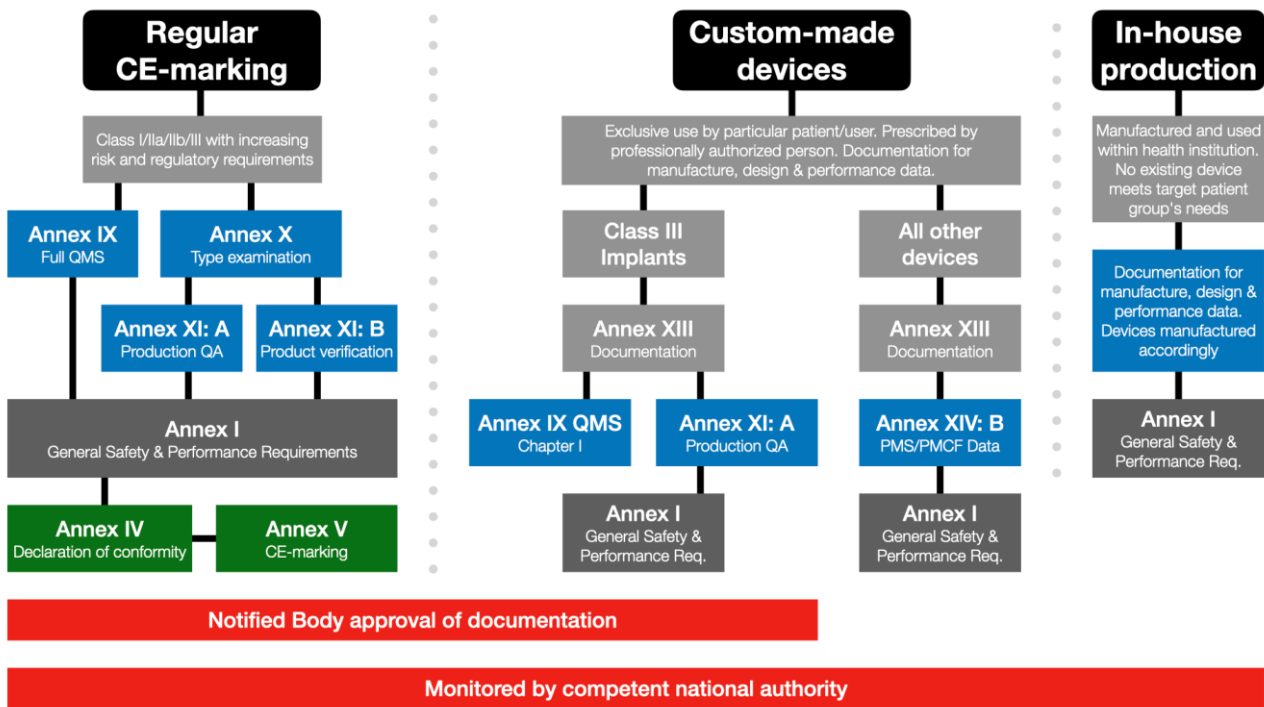 Regular
CE-marking
Class I/IIa/IIb/III with increasing
risk and regulatory requirements
Annex IX
Full QMS
Annex X
Type examination
Annex XI: A
Production QA
Annex XI: B
Product verification
Annex I
General Safety & Performance Requirements
Annex IV
Declaration of conformity
Annex V
CE-marking
Custom-made
devices
Exclusive use by particular patient/user. Prescribed by
professionally authorized person. Documentation for
manufacture, design & performance data.
Class III
Implants
Annex XIII
Documentation
Annex IX QMS
Chapter I
Annex XI: A
Production QA
Annex I
General Safety &
Performance Req.
All other
devices
Annex XIII
Documentation
Annex XIV: B
PMS/PMCF Data
Annex I
General Safety &
Performance Req.
In-house
production
Manufactured and used
within health institution.
No existing device
meets target patient
group's needs
Documentation for
manufacture, design &
performance data.
Devices manufactured
accordingly
Annex I
General Safety &
Performance Req.
Notified Body approval of documentation
Monitored by competent national authority